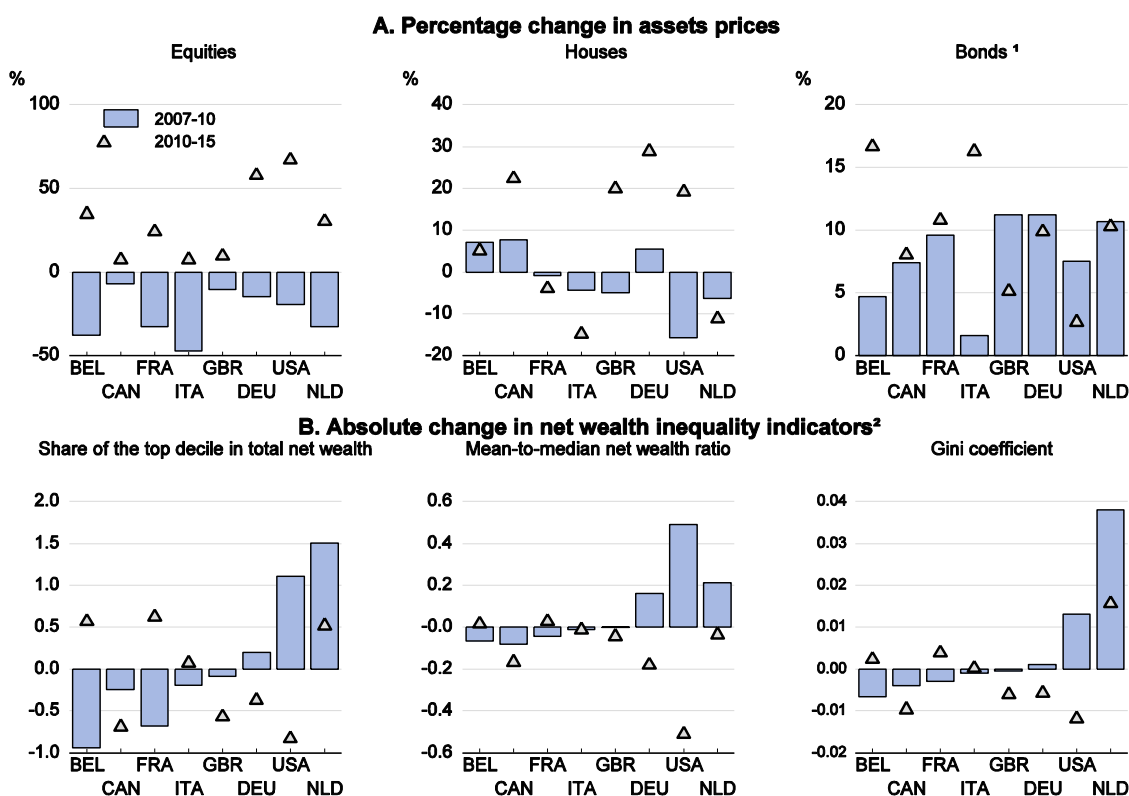 A. Percentage change in assets prices
Equities
%
100
50
0
-50
2007-10
2010-15
BEL
CAN
FRA
ITA
GBR
DEU
USA
NLD
Houses
%
40
30
20
10
0
-10
-20
BEL
CAN
FRA
ITA
GBR
DEU
USA
NLD
Bonds ¹
%
20
15
10
5
0
BEL
CAN
FRA
ITA
GBR
DEU
USA
NLD
B. Absolute change in net wealth inequality indicators²
Share of the top decile in total net wealth
2.0
1.5
1.0
0.5
0.0
-0.5
-1.0
BEL
CAN
FRA
ITA
GBR
DEU
USA
NLD
Mean-to-median net wealth ratio
0.6
0.4
0.2
-0.0
-0.2
-0.4
-0.6
BEL
CAN
FRA
ITA
GBR
DEU
USA
NLD
Gini coefficient
0.04
0.03
0.02
0.01
0.00
-0.01
-0.02
BEL
CAN
FRA
ITA
GBR
DEU
USA
NLD